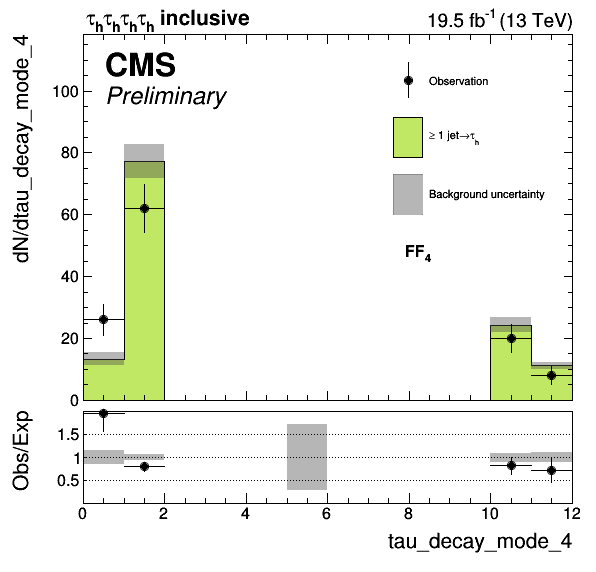 τhτhτhτh inclusive 19.5 fb⁻¹ (13 TeV)
CMS
Preliminary
Observation
≥ 1 jet→τh
Background uncertainty
FF4
dN/dtau_decay_mode_4
100
80
60
40
20
0
Obs/Exp
1.5
1
0.5
0 2 4 6 8 10 12
tau_decay_mode_4